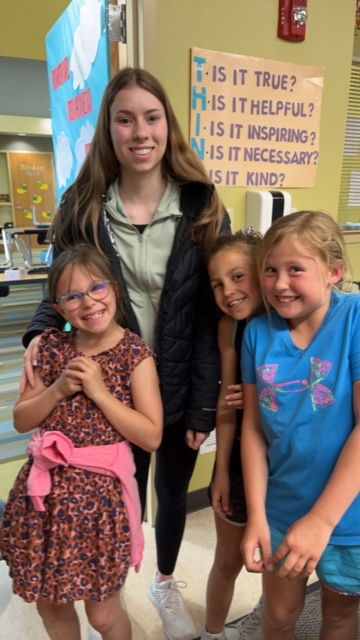 T · IS IT TRUE?
H · IS IT HELPFUL?
I · IS IT INSPIRING?
N · IS IT NECESSARY?
IS IT KIND?